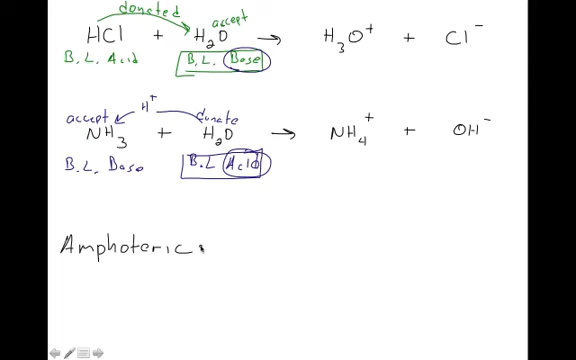 donated
accept
HCl + H₂O → H₃O⁺ + Cl⁻
B.L. Acid B.L. Base
accept H⁺ donate
NH₃ + H₂O → NH₄⁺ + OH⁻
B.L. Base B.L Acid
Amphoteric